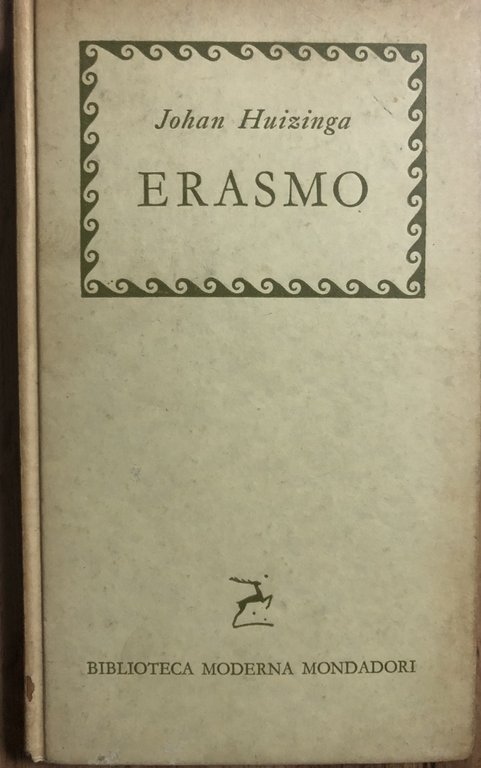 Johan Huizinga
ERASMO
BIBLIOTECA MODERNA MONDADORI